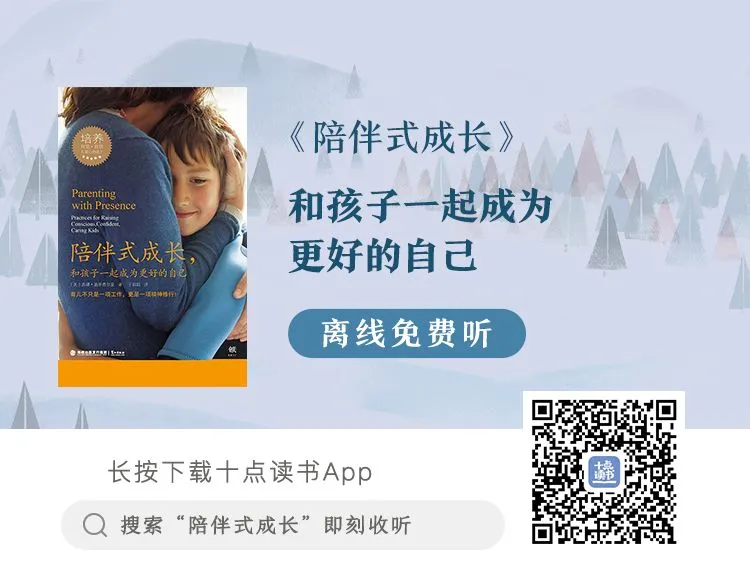 培养
Parenting
with Presence
Practices for Raising
Conscious, Confident,
Caring Kids
陪伴式成长,
和孩子一起成为更好的自己
育儿不只是一项工作，更是一项精神修行！
《陪伴式成长》
和孩子一起成为
更好的自己
离线免费听
十点
读书
长按下载十点读书App
搜索“陪伴式成长”即刻收听